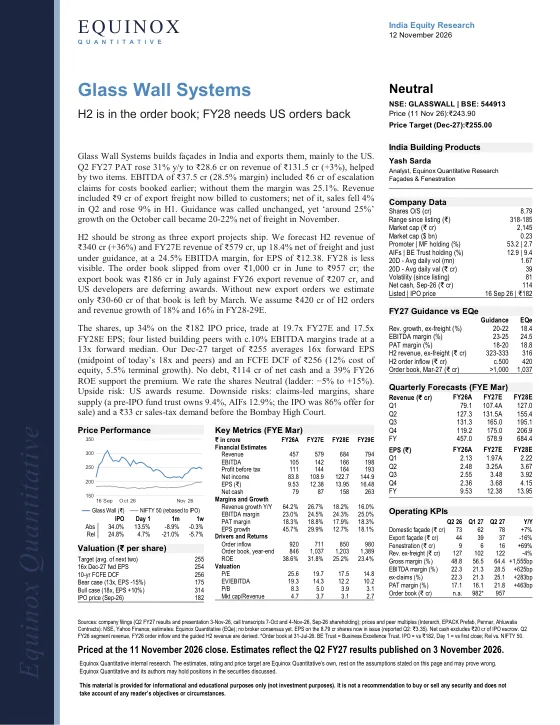 EQUINOX
QUANTITATIVE
India Equity Research
12 November 2026
Glass Wall Systems
H2 is in the order book; FY28 needs US orders back
Neutral
NSE: GLASSWALL | BSE: 544913
Price (11 Nov 26):₹243.90
Price Target (Dec-27):₹255.00
Glass Wall Systems builds façades in India and exports them, mainly to the US.
Q2 FY27 PAT rose 31% y/y to ₹28.6 cr on revenue of ₹131.5 cr (+3%), helped
by two items. EBITDA of ₹37.5 cr (28.5% margin) included ₹6 cr of escalation
claims for costs booked earlier; without them the margin was 25.1%. Revenue
included ₹9 cr of export freight now billed to customers; net of it, sales fell 4%
in Q2 and rose 9% in H1. Guidance was called unchanged, yet 'around 25%'
growth on the October call became 20-22% net of freight in November.
H2 should be strong as three export projects ship. We forecast H2 revenue of
₹340 cr (+36%) and FY27E revenue of ₹579 cr, up 18.4% net of freight and just
under guidance, at a 24.5% EBITDA margin, for EPS of ₹12.38. FY28 is
less visible. The order book slipped from over ₹1,000 cr in June to ₹957 cr; the
export book was ₹186 cr in July against FY26 export revenue of ₹207 cr, and
US developers are deferring awards. Without new export orders we estimate
only ₹30-60 cr of that book is left by March. We assume ₹420 cr of H2 orders
and revenue growth of 18% and 16% in FY28-29E.
The shares, up 34% on the ₹182 IPO price, trade at 19.7x FY27E and 17.5x
FY28E EPS; four listed building peers with c.10% EBITDA margins trade at a
13x forward median. Our Dec-27 target of ₹255 averages 16x forward EPS
(midpoint of today's 18x and peers) and an FCFE DCF of ₹256 (12% cost of
equity, 5.5% terminal growth). No debt, ₹114 cr of net cash and a 39% FY26
ROE support the premium. We rate the shares Neutral (ladder: −5% to +15%).
Upside risk: US awards resume. Downside risks: claims-led margins, share
supply (a pre-IPO fund trust owns 9.4%, AIFs 12.9%; the IPO was 86% offer for
sale) and a ₹33 cr sales-tax demand before the Bombay High Court.
India Building Products
Yash Sarda
Analyst, Equinox Quantitative Research
Façades & Fenestration
Company Data
Shares O/S (cr) 8.79
Range since listing (₹) 318-185
Market cap (₹ cr) 2,145
Market cap ($ bn) 0.23
Promoter | MF holding (%) 53.2 | 2.7
AIFs | BE Trust holding (%) 12.9 | 9.4
20D - Avg daily vol (mn) 1.67
20D - Avg daily val (₹ cr) 39
Volatility (since listing) 81
Net cash, Sep-26 (₹ cr) 114
Listed | IPO price 16 Sep 26 | ₹182
FY27 Guidance vs EQe
Guidance EQe
Rev. growth, ex-freight (%) 20-22 18.4
EBITDA margin (%) 23-25 24.5
PAT margin (%) 18-20 18.8
H2 revenue, ex-freight (₹ cr) 323-333 316
H2 order inflow (₹ cr) c.500 420
Order book, Mar-27 (₹ cr) >1,000 1,037
Quarterly Forecasts (FYE Mar)
Revenue (₹ cr) FY26A FY27E FY28E
Q1 79.1 107.4A 127.0
Q2 127.3 131.5A 155.4
Q3 131.3 165.0 195.1
Q4 119.2 175.0 206.9
FY 457.0 578.9 684.4
EPS (₹) FY26A FY27E FY28E
Q1 1.13 1.97A 2.22
Q2 2.48 3.25A 3.67
Q3 2.55 3.48 3.92
Q4 2.36 3.68 4.15
FY 9.53 12.38 13.95
Operating KPIs
Q2 26 Q1 27 Q2 27 Y/Y
Domestic façade (₹ cr) 73 62 78 +7%
Export façade (₹ cr) 44 39 37 -16%
Fenestration (₹ cr) 9 6 16 +69%
Rev. ex-freight (₹ cr) 127 102 122 -4%
Gross margin (%) 48.8 56.5 64.4 +1,555bp
EBITDA margin (%) 22.3 21.3 28.5 +625bp
ex-claims (%) 22.3 21.3 25.1 +283bp
PAT margin (%) 17.1 16.1 21.8 +463bp
Order book (₹ cr) n.a. 982* 957
Price Performance
350
300
250
200
150
16 Sep Oct 26 Nov 26
Glass Wall (₹) NIFTY 50 (rebased to IPO)
IPO Day 1 1m 1w
Abs 34.0% 13.5% -8.9% -0.3%
Rel 24.8% 4.7% -21.0% -5.7%
Valuation (₹ per share)
Target (avg. of next two) 255
16x Dec-27 fwd EPS 254
10-yr FCFE DCF 256
Bear case (13x EPS, -15%) 175
Bull case (18x, EPS +10%) 314
IPO price (Sep-26) 182
Key Metrics (FYE Mar)
₹ in crore FY26A FY27E FY28E FY29E
Financial Estimates
Revenue 457 579 684 794
EBITDA 105 142 166 198
Profit before tax 111 144 164 193
Net income 83.8 108.9 122.7 144.9
EPS (₹) 9.53 12.38 13.95 16.48
Net cash 79 87 158 263
Margins and Growth
Revenue growth Y/Y 64.2% 26.7% 18.2% 16.0%
EBITDA margin 23.0% 24.5% 24.3% 25.0%
PAT margin 18.3% 18.8% 17.9% 18.3%
EPS growth 45.7% 29.9% 12.7% 18.1%
Drivers and Returns
Order inflow 920 711 850 980
Order book, year-end 846 1,037 1,203 1,389
ROE 38.6% 31.8% 25.2% 23.4%
Valuation
P/E 25.6 19.7 17.5 14.8
EV/EBITDA 19.3 14.3 12.2 10.2
P/B 8.3 5.0 3.9 3.1
Mkt cap/Revenue 4.7 3.7 3.1 2.7
Equinox Quantitative
Sources: company filings (Q2 FY27 results and presentation 3-Nov-26, call transcripts 7-Oct and 4-Nov-26, Sep-26 shareholding); prices and peer multiples (Interarch, EPACK Prefab, Pennar, Ahluwalia
Contracts): NSE, Yahoo Finance; estimates: Equinox Quantitative (EQe); no broker consensus yet. EPS on the 8.79 cr shares now in issue (reported Q2: ₹3.38). Net cash excludes ₹20 cr of IPO escrow. Q2
FY26 segment revenue, FY26 order inflow and the guided H2 revenue are derived. *Order book at 31-Jul-26. BE Trust = Business Excellence Trust. IPO = vs ₹182, Day 1 = vs first close; Rel vs. NIFTY 50.
Priced at the 11 November 2026 close. Estimates reflect the Q2 FY27 results published on 3 November 2026.
Equinox Quantitative internal research. The estimates, rating and price target are Equinox Quantitative's own, rest on the assumptions stated on this page and may prove wrong.
Equinox Quantitative and its authors may hold positions in the securities discussed.
This material is provided for informational and educational purposes only (not investment purposes). It is not a recommendation to buy or sell any security and does not
take account of any reader's objectives or circumstances.